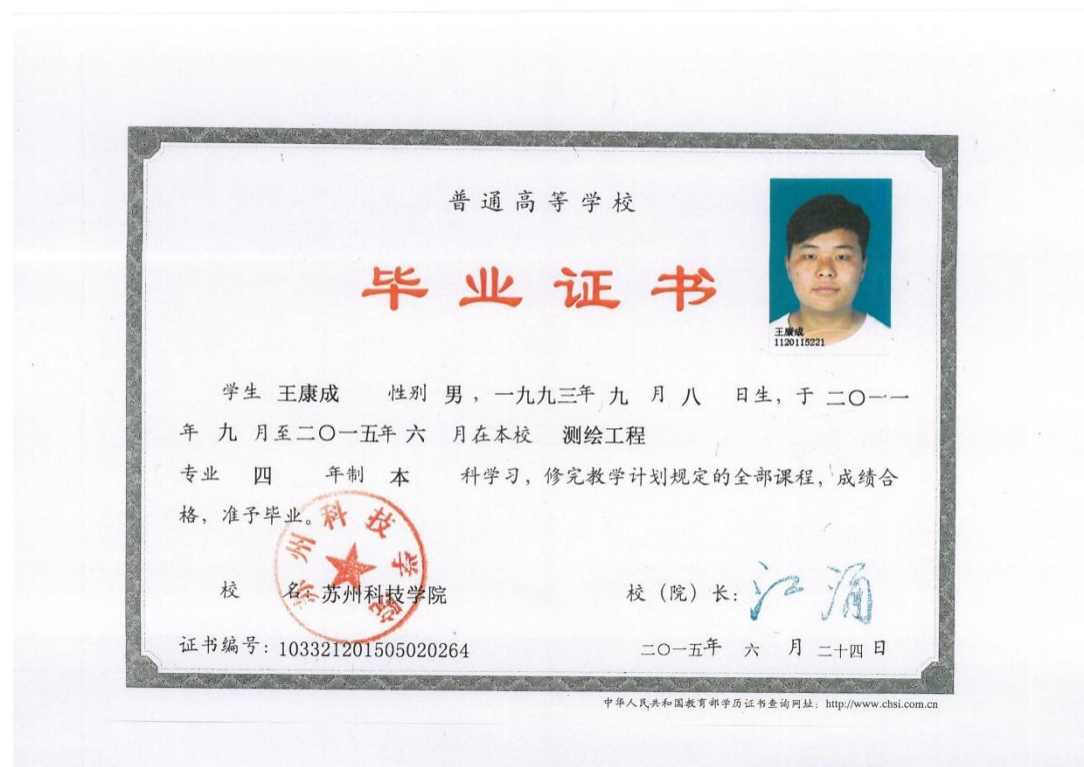 普通高等学校
毕业证书
王康成
1120115221
学生 王康成 性别 男，一九九三年 九 月 八 日生，于 二〇一一
年 九 月至二〇一五年 六 月在本校 测绘工程
专业 四 年制 本 科学习，修完教学计划规定的全部课程，成绩合
格，准予毕业。
苏州科技学院
校 名：苏州科技学院
校（院）长：江涌
证书编号：103321201505020264
二〇一五年 六 月 二十四 日
中华人民共和国教育部学历证书查询网址：http://www.chsi.com.cn